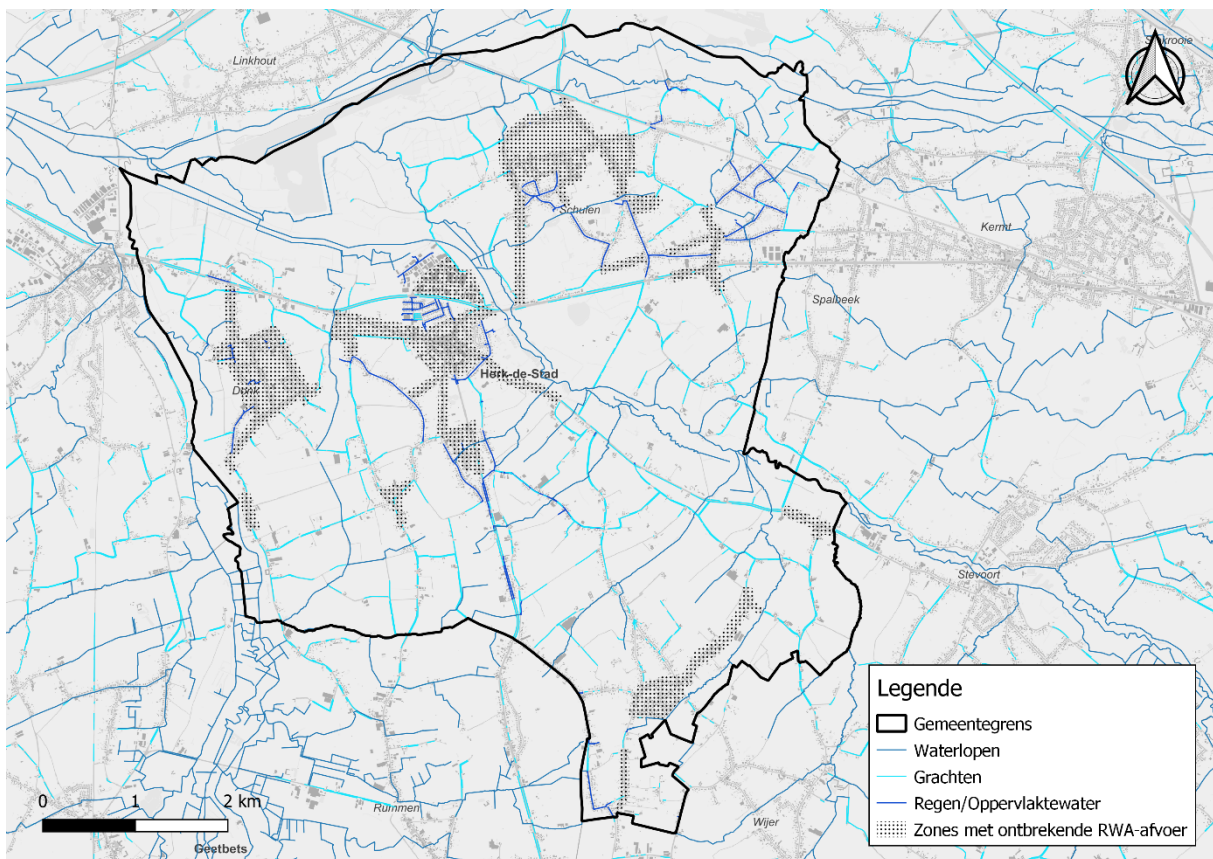 Linkhout
Schulen
Kermt
Spalbeek
Herk-de-Stad
Donk
Stevoort
Legende
Gemeentegrens
Waterlopen
Grachten
Regen/Oppervlaktewater
Zones met ontbrekende RWA-afvoer
0 1 2 km
Rummen
Wijer
Geetbets